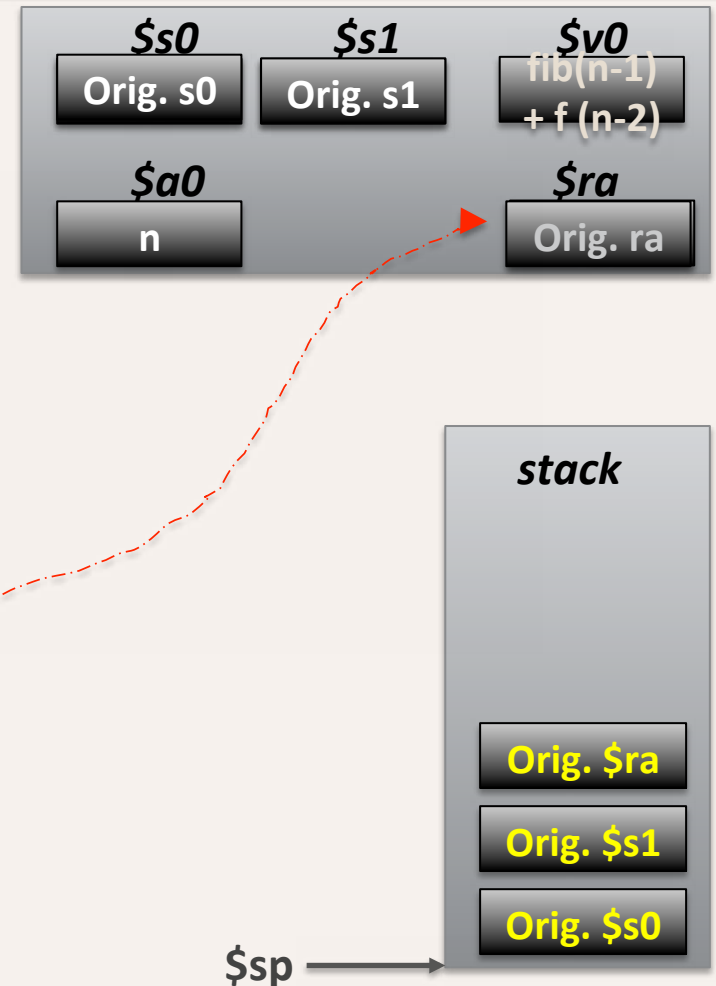 $s0 $s1 $v0
Orig. s0 Orig. s1 fib(n-1)
+ f (n-2)
$a0 $ra
n Orig. ra
stack
Orig. $ra
Orig. $s1
Orig. $s0
$sp